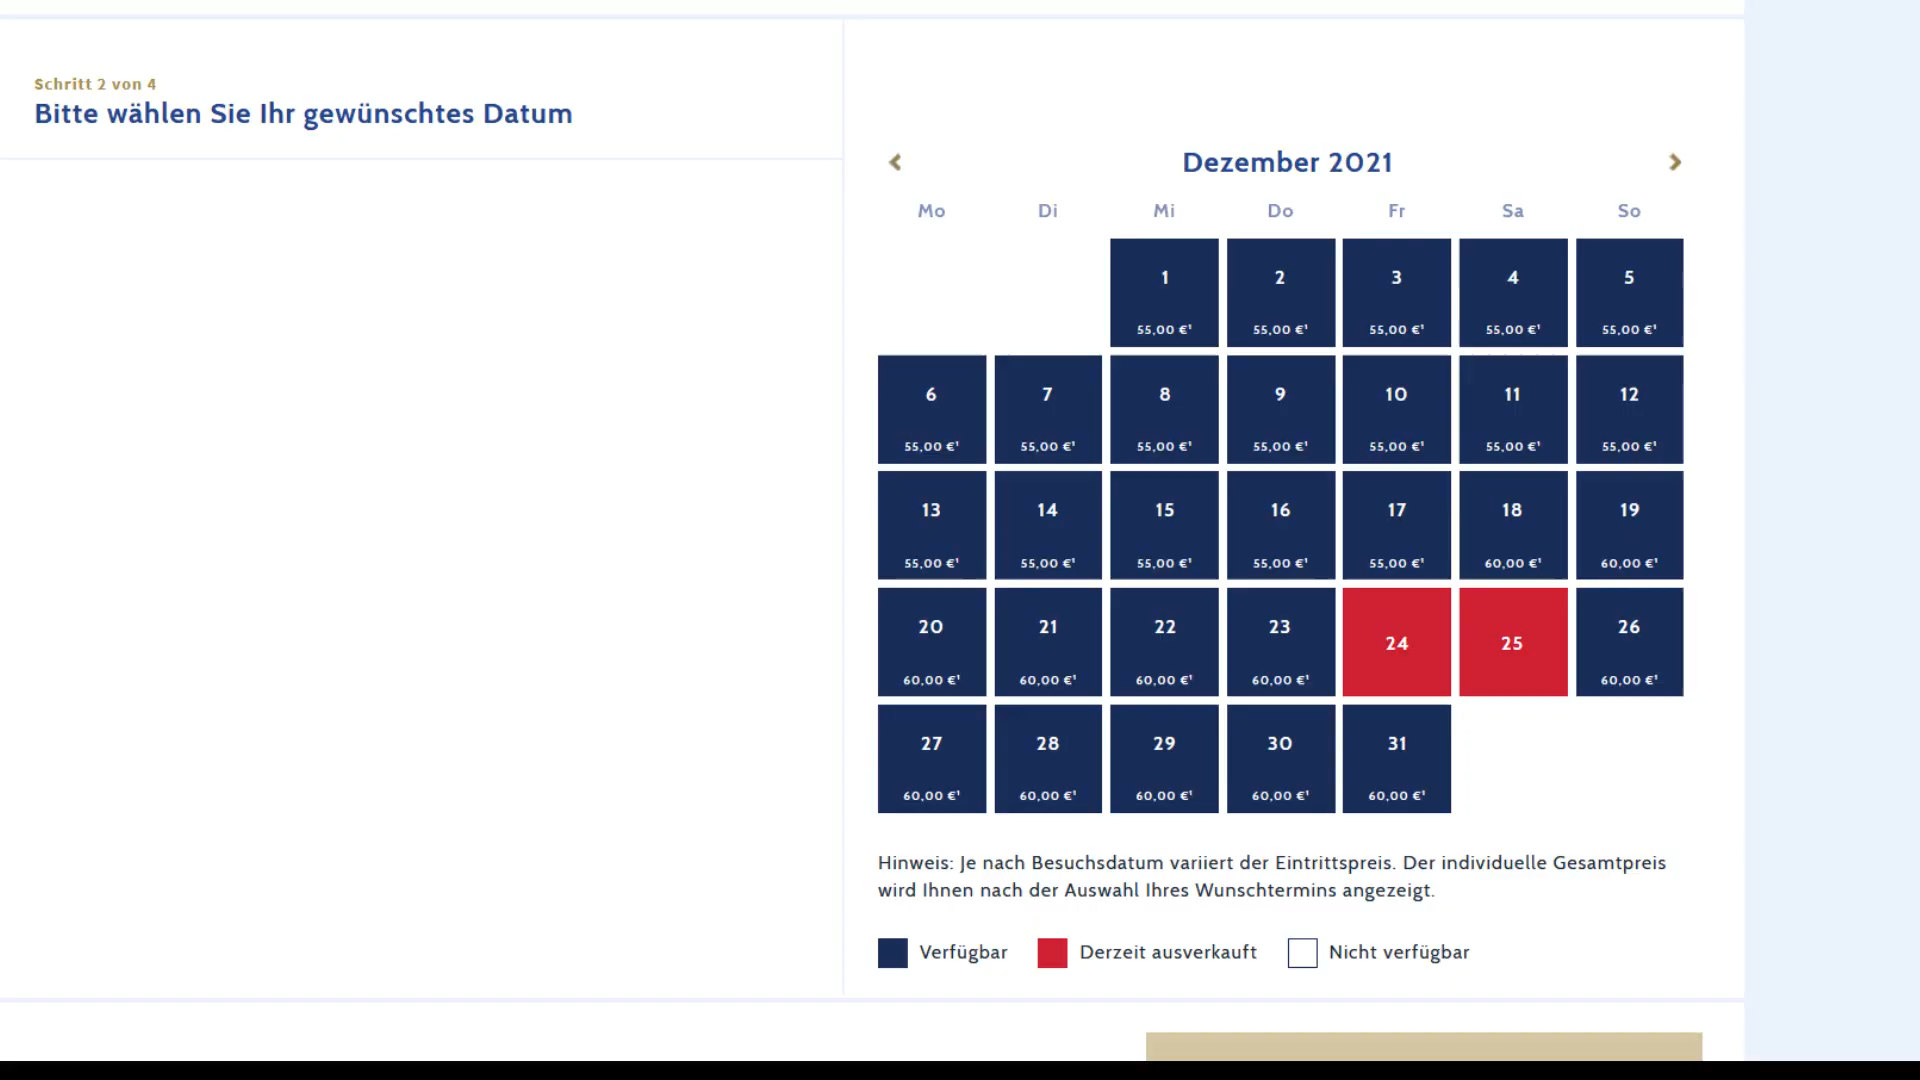 Schritt 2 von 4
Bitte wählen Sie Ihr gewünschtes Datum
Dezember 2021
Mo Di Mi Do Fr Sa So
1 2 3 4 5
55,00 €¹ 55,00 €¹ 55,00 €¹ 55,00 €¹ 55,00 €¹
6 7 8 9 10 11 12
55,00 €¹ 55,00 €¹ 55,00 €¹ 55,00 €¹ 55,00 €¹ 55,00 €¹ 55,00 €¹
13 14 15 16 17 18 19
55,00 €¹ 55,00 €¹ 55,00 €¹ 55,00 €¹ 55,00 €¹ 60,00 €¹ 60,00 €¹
20 21 22 23 24 25 26
60,00 €¹ 60,00 €¹ 60,00 €¹ 60,00 €¹ 60,00 €¹
27 28 29 30 31
60,00 €¹ 60,00 €¹ 60,00 €¹ 60,00 €¹ 60,00 €¹
Hinweis: Je nach Besuchsdatum variiert der Eintrittspreis. Der individuelle Gesamtpreis
wird Ihnen nach der Auswahl Ihres Wunschtermins angezeigt.
Verfügbar Derzeit ausverkauft Nicht verfügbar